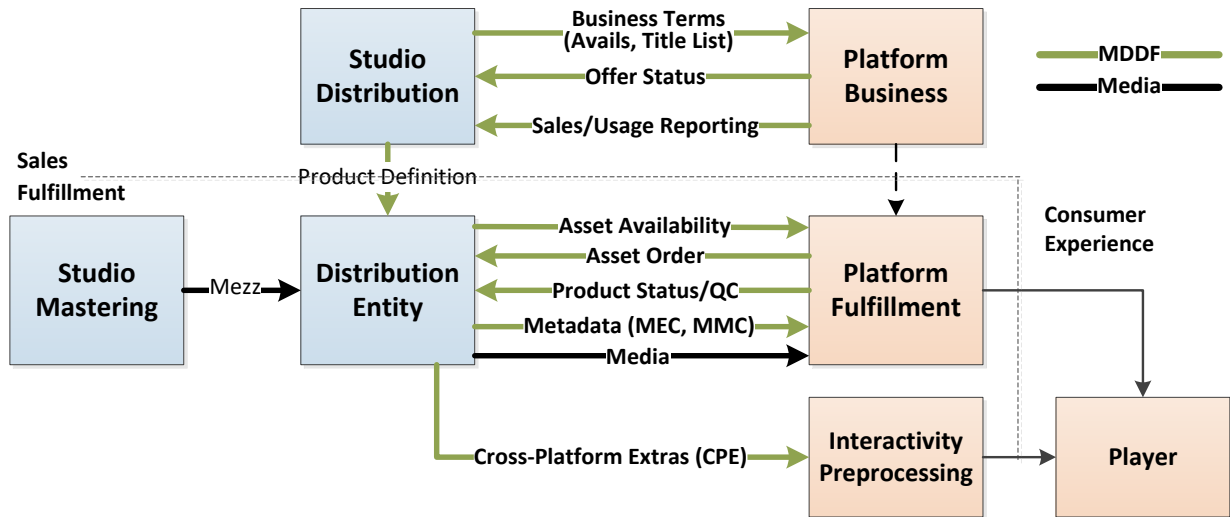 Studio
Distribution
Business Terms
(Avails, Title List)
Offer Status
Sales/Usage Reporting
Platform
Business
MDDF
Media
Sales
Fulfillment
Product Definition
Consumer
Experience
Studio
Mastering
Mezz
Distribution
Entity
Asset Availability
Asset Order
Product Status/QC
Metadata (MEC, MMC)
Media
Platform
Fulfillment
Cross-Platform Extras (CPE)
Interactivity
Preprocessing
Player